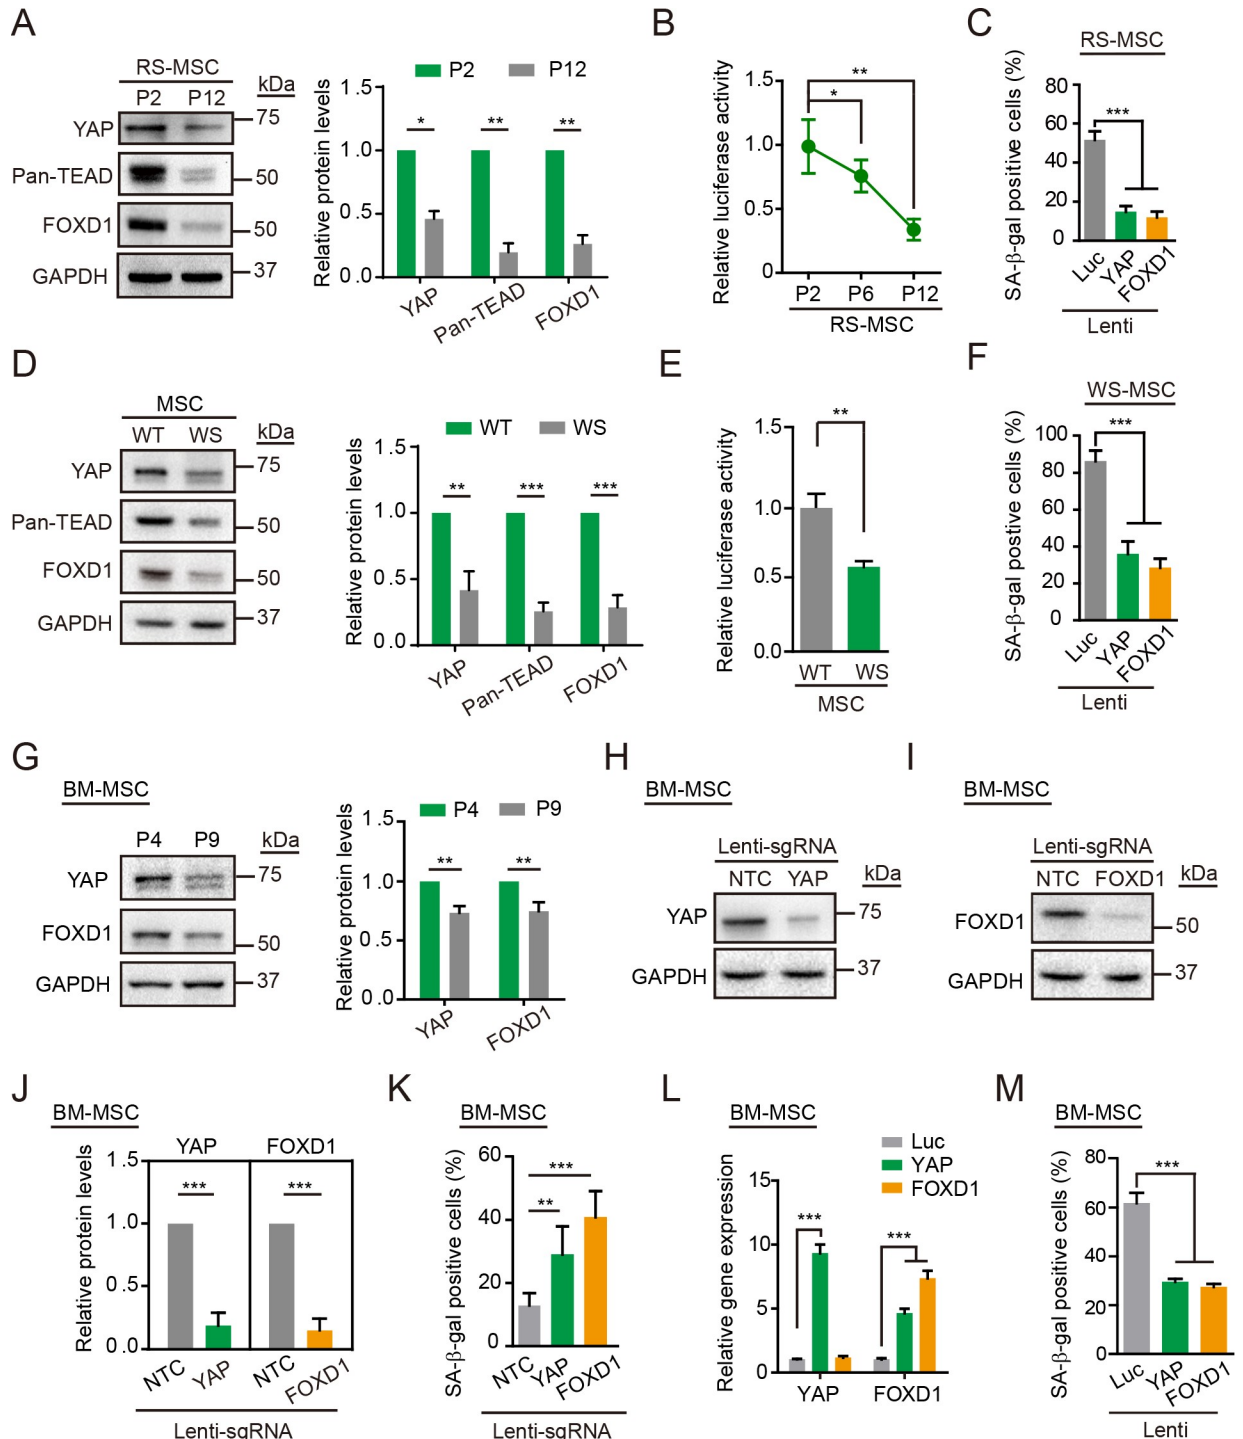 A
RS-MSC
P2 P12 kDa
YAP 75
Pan-TEAD 50
FOXD1 50
GAPDH 37
P2 P12
Relative protein levels
1.5
1.0
0.5
0.0
* ** **
YAP Pan-TEAD FOXD1
B
Relative luciferase activity
1.5
1.0
0.5
0
**
*
P2 P6 P12
RS-MSC
C
RS-MSC
SA-β-gal positive cells (%)
80
60
40
20
0
***
Luc YAP FOXD1
Lenti
D
MSC
WT WS kDa
YAP 75
Pan-TEAD 50
FOXD1 50
GAPDH 37
WT WS
Relative protein levels
1.5
1.0
0.5
0.0
** *** ***
YAP Pan-TEAD FOXD1
E
Relative luciferase activity
1.5
1.0
0.5
0.0
**
WT WS
MSC
F
WS-MSC
SA-β-gal postive cells (%)
100
80
60
40
20
0
***
Luc YAP FOXD1
Lenti
G
BM-MSC
P4 P9 kDa
YAP 75
FOXD1 50
GAPDH 37
P4 P9
Relative protein levels
1.5
1.0
0.5
0.0
** **
YAP FOXD1
H
BM-MSC
Lenti-sgRNA
NTC YAP kDa
YAP 75
GAPDH 37
I
BM-MSC
Lenti-sgRNA
NTC FOXD1 kDa
FOXD1 50
GAPDH 37
J
BM-MSC
YAP FOXD1
Relative protein levels
1.5
1.0
0.5
0.0
*** ***
NTC YAP NTC FOXD1
Lenti-sgRNA
K
BM-MSC
SA-β-gal positive cells (%)
60
40
20
0
***
**
NTC YAP FOXD1
Lenti-sgRNA
L
BM-MSC
Luc
YAP
FOXD1
Relative gene expression
15
10
5
0
*** ***
YAP FOXD1
M
BM-MSC
SA-β-gal positive cells (%)
80
60
40
20
0
***
Luc YAP FOXD1
Lenti